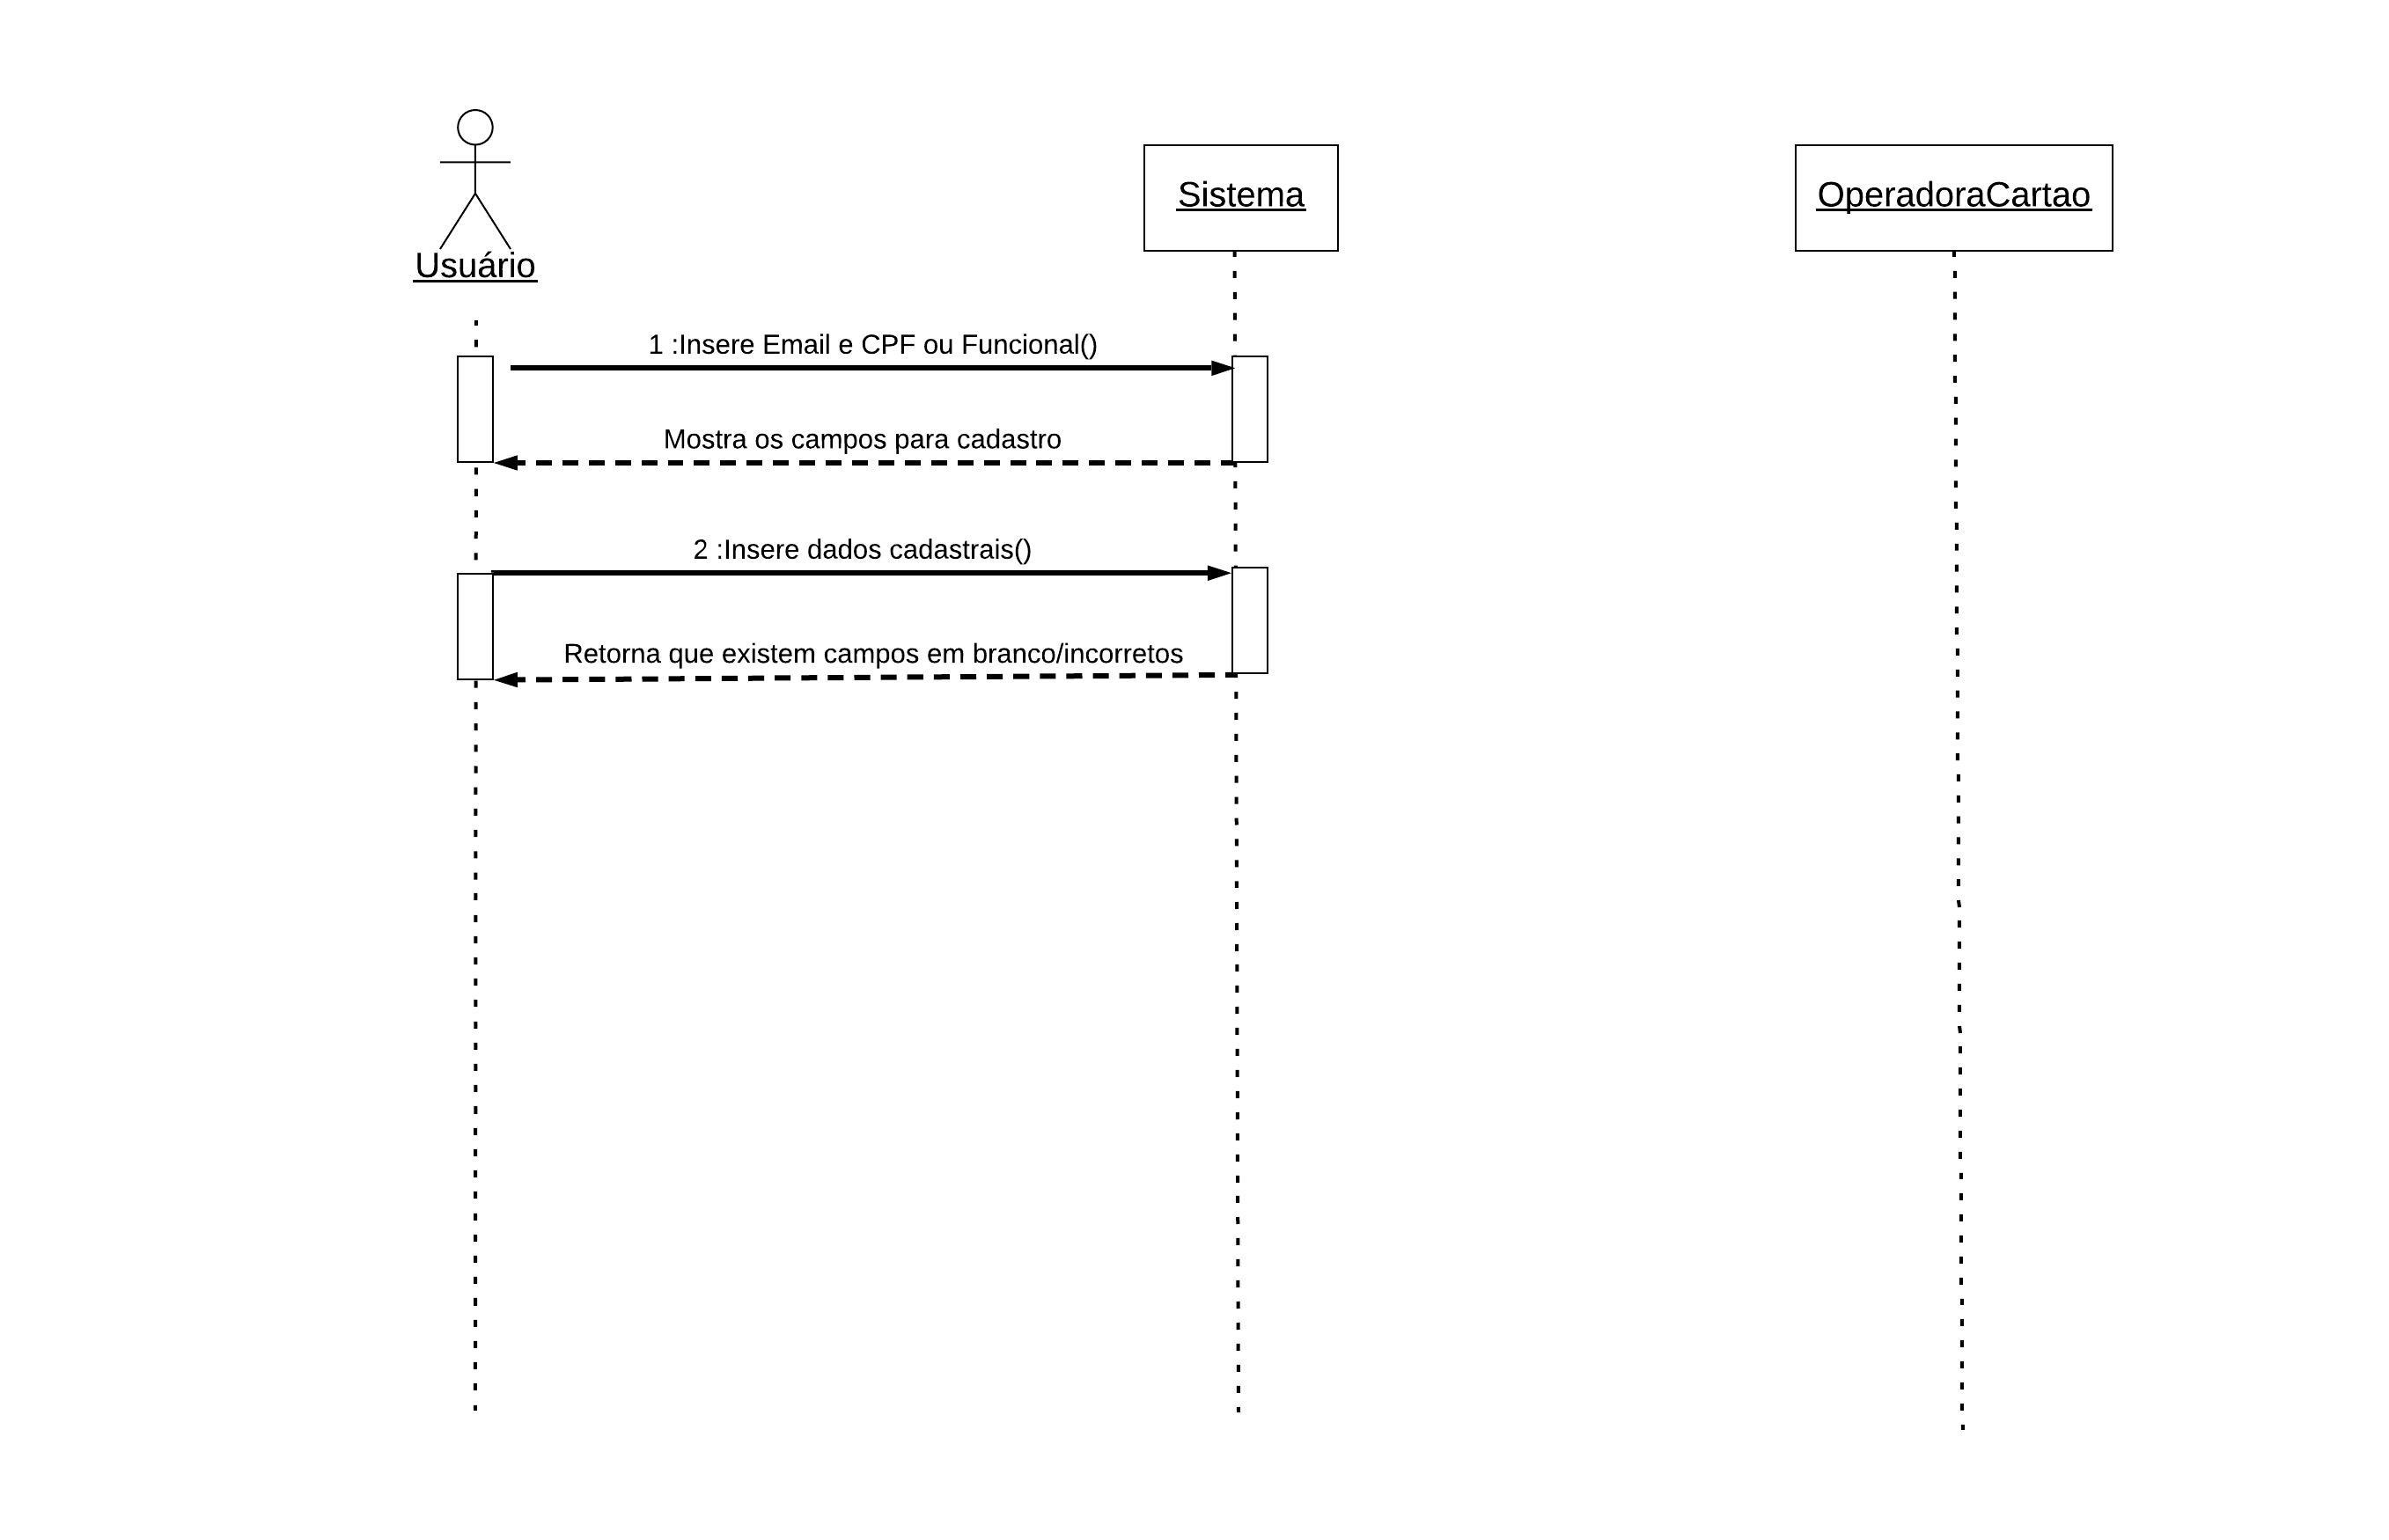 Usuário
Sistema
OperadoraCartao
1 :Insere Email e CPF ou Funcional()
Mostra os campos para cadastro
2 :Insere dados cadastrais()
Retorna que existem campos em branco/incorretos